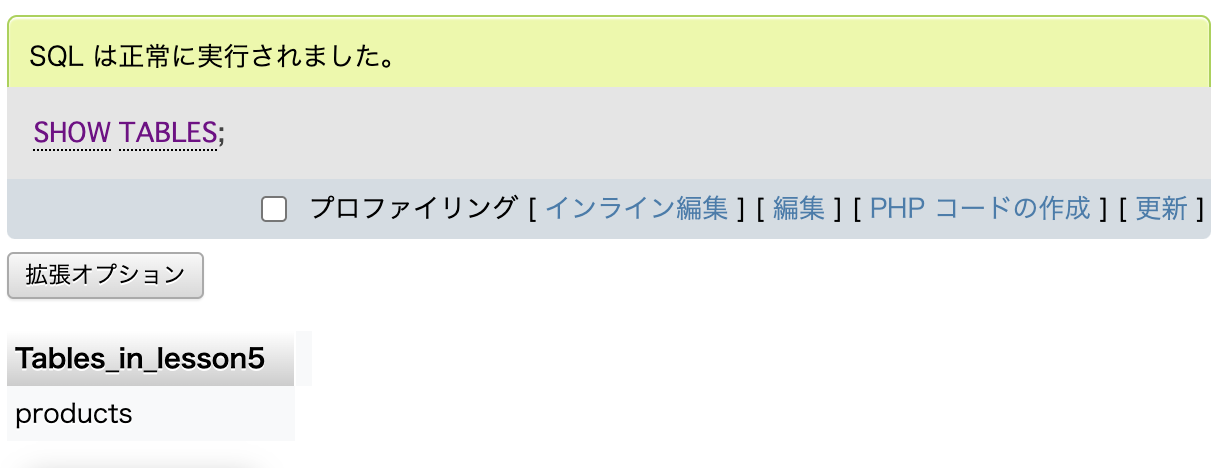 SQL は正常に実行されました。
SHOW TABLES;
プロファイリング [ インライン編集 ] [ 編集 ] [ PHP コードの作成 ] [ 更新 ]
拡張オプション
Tables_in_lesson5
products